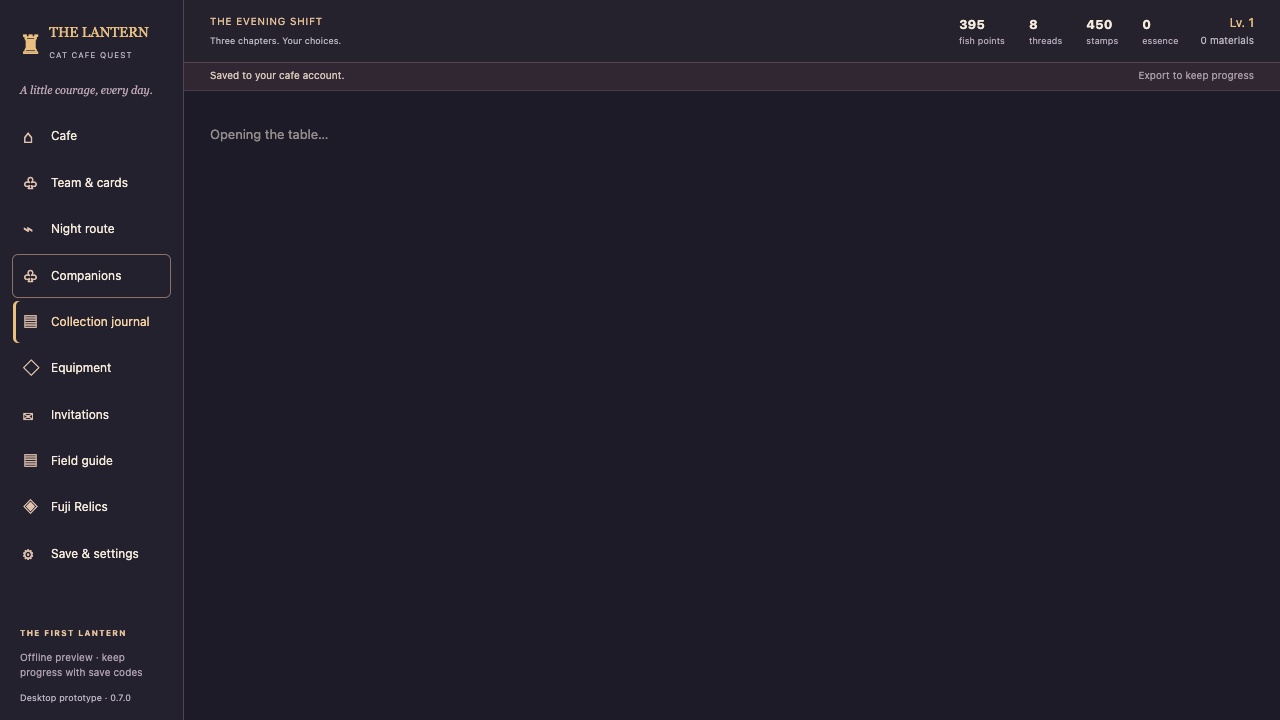 THE LANTERN
CAT CAFE QUEST
A little courage, every day.
Cafe
Team & cards
Night route
Companions
Collection journal
Equipment
Invitations
Field guide
Fuji Relics
Save & settings
THE FIRST LANTERN
Offline preview · keep
progress with save codes
Desktop prototype · 0.7.0
THE EVENING SHIFT
Three chapters. Your choices.
395
fish points
8
threads
450
stamps
0
essence
Lv. 1
0 materials
Saved to your cafe account.
Export to keep progress
Opening the table...